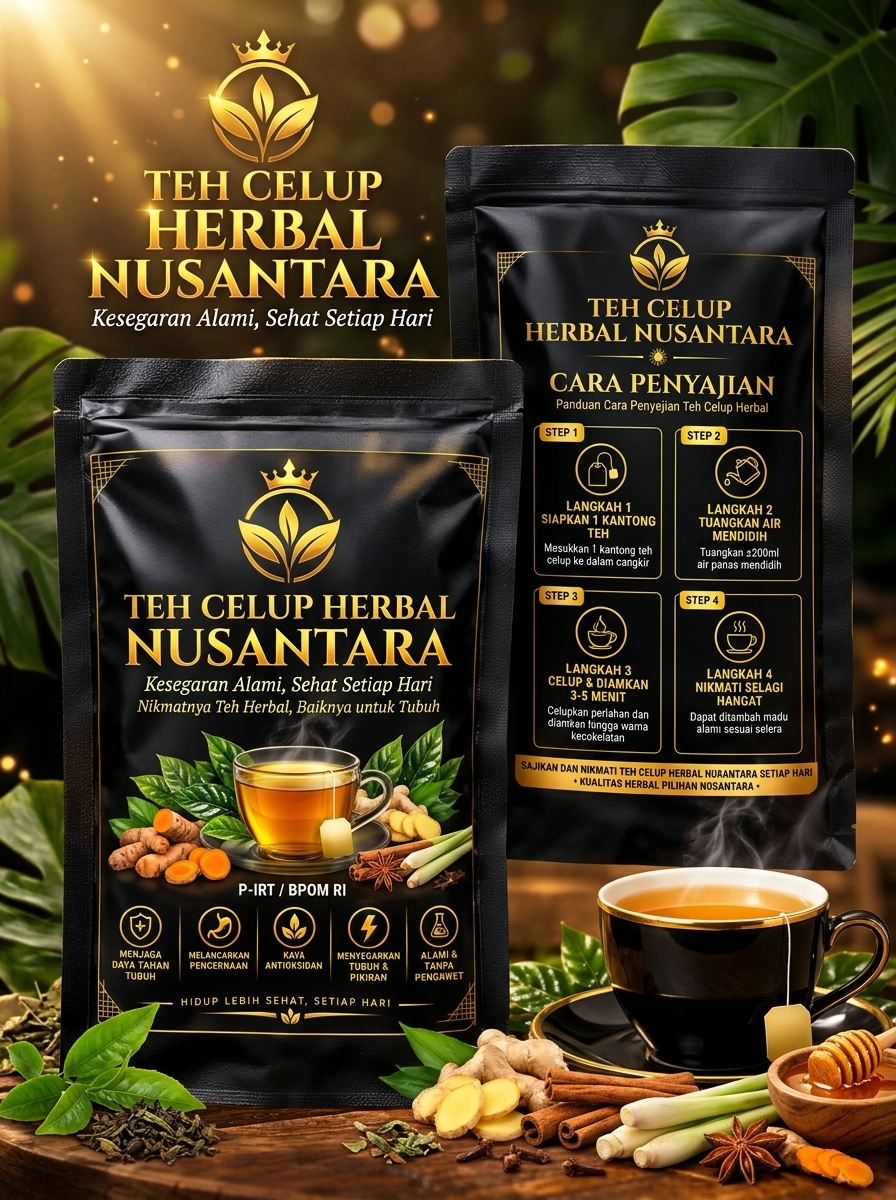 TEH CELUP
HERBAL
NUSANTARA
Kesegaran Alami, Sehat Setiap Hari
TEH CELUP HERBAL
NUSANTARA
Kesegaran Alami, Sehat Setiap Hari
Nikmatnya Teh Herbal, Baiknya untuk Tubuh
P-IRT / BPOM RI
MENJAGA
DAYA TAHAN
TUBUH
MELANCARKAN
PENCERNAAN
KAYA
ANTIOKSIDAN
MENYEGARKAN
TUBUH &
PIKIRAN
ALAMI &
TANPA
PENGAWET
HIDUP LEBIH SEHAT, SETIAP HARI
TEH CELUP
HERBAL NUSANTARA
CARA PENYAJIAN
Panduan Cara Penyejian Teh Celup Herbal
STEP 1
LANGKAH 1
SIAPKAN 1 KANTONG
TEH
Mesukkan 1 kantong teh
celup ke dalam cangkir
STEP 2
LANGKAH 2
TUANGKAN AIR
MENDIDIH
Tuangkan ±200ml
air panas mendidih
STEP 3
LANGKAH 3
CELUP & DIAMKAN
3-5 MENIT
Celupkan perlahan dan
diamkan warna
kecokelatan
STEP 4
LANGKAH 4
NIKMATI SELAGI
HANGAT
Dapat ditambah madu
alami sesuai selera
SAJIKAN DAN NIKMATI TEH CELUP HERBAL NUSANTARA SETIAP HARI
• KUALITAS HERBAL PILIHAN NOSANTARA •